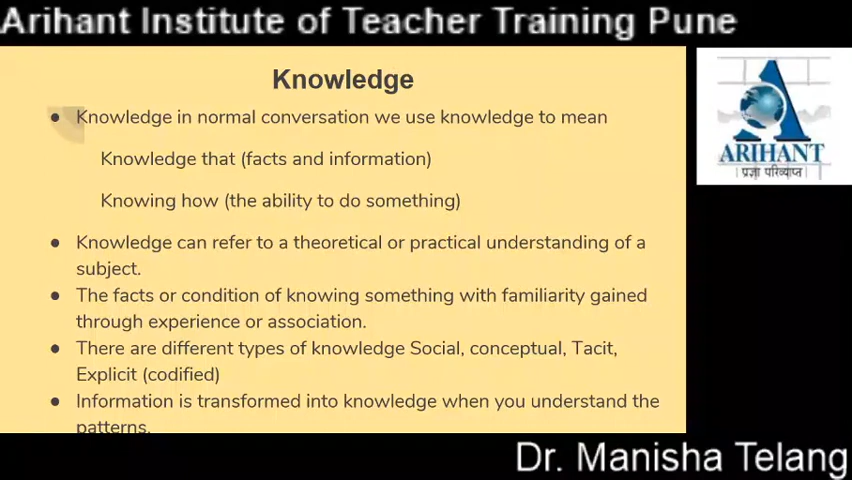 Arihant Institute of Teacher Training Pune
Knowledge
● Knowledge in normal conversation we use knowledge to mean
Knowledge that (facts and information)
Knowing how (the ability to do something)
● Knowledge can refer to a theoretical or practical understanding of a
subject.
● The facts or condition of knowing something with familiarity gained
through experience or association.
● There are different types of knowledge Social, conceptual, Tacit,
Explicit (codified)
● Information is transformed into knowledge when you understand the
patterns.
ARIHANT
प्रज्ञा परिव्याप्त
Dr. Manisha Telang